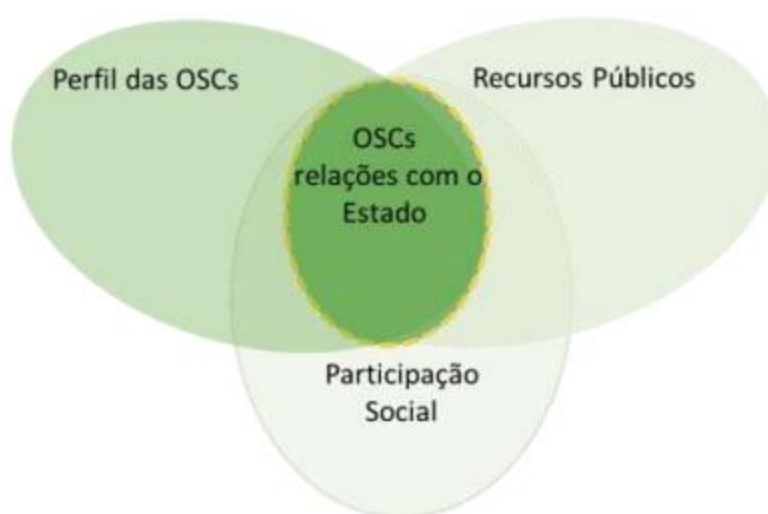 Perfil das OSCs
Recursos Públicos
OSCs
relações com o
Estado
Participação
Social